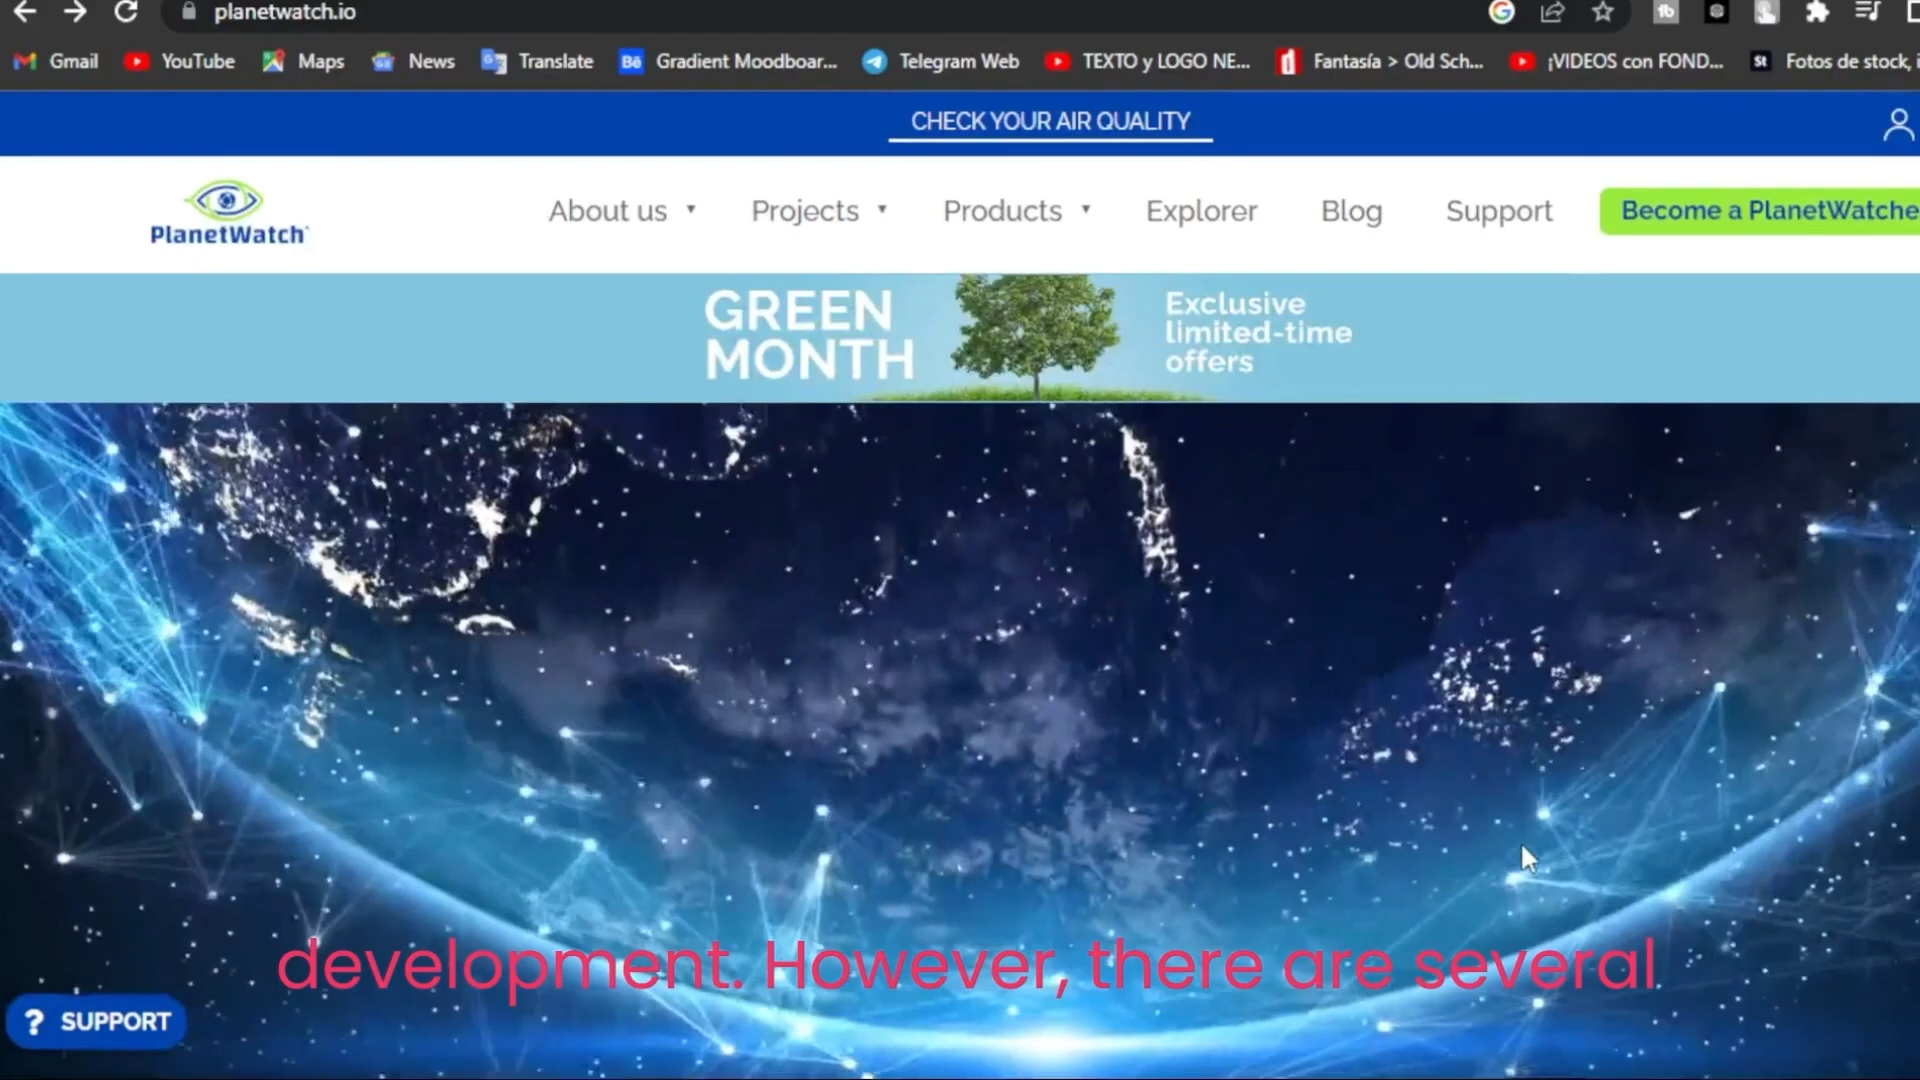 planetwatch.io
Gmail YouTube Maps News Translate Gradient Moodboar... Telegram Web TEXTO y LOGO NE... Fantasía > Old Sch... ¡VIDEOS con FOND... Fotos de stock, i
CHECK YOUR AIR QUALITY
PlanetWatch
About us Projects Products Explorer Blog Support Become a PlanetWatche
GREEN
MONTH
Exclusive
limited-time
offers
development. However, there are several
? SUPPORT